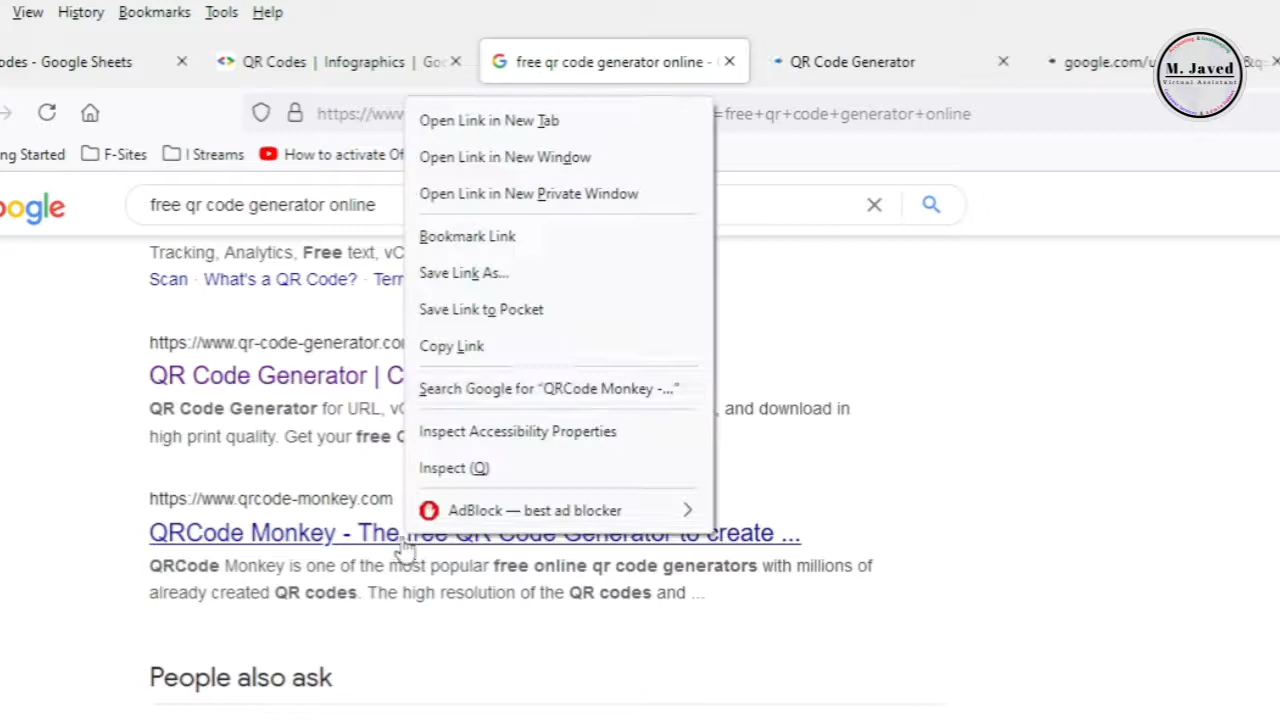 View History Bookmarks Tools Help
odes - Google Sheets
QR Codes | Infographics | Goo
free qr code generator online -
QR Code Generator
google.com/u
&q=
M. Javed
Virtual Assistant
https://www.
=free+qr+code+generator+online
ng Started F-Sites I Streams How to activate Of
oogle
free qr code generator online
Open Link in New Tab
Open Link in New Window
Open Link in New Private Window
Bookmark Link
Save Link As...
Save Link to Pocket
Copy Link
Search Google for “QRCode Monkey -...”
Inspect Accessibility Properties
Inspect (Q)
AdBlock — best ad blocker
Tracking, Analytics, Free text, vC
Scan · What's a QR Code? · Terr
https://www.qr-code-generator.co
QR Code Generator | C
QR Code Generator for URL, vC , and download in
high print quality. Get your free
https://www.qrcode-monkey.com
QRCode Monkey - The free QR Code Generator to create ...
QRCode Monkey is one of the most popular free online qr code generators with millions of
already created QR codes. The high resolution of the QR codes and ...
People also ask